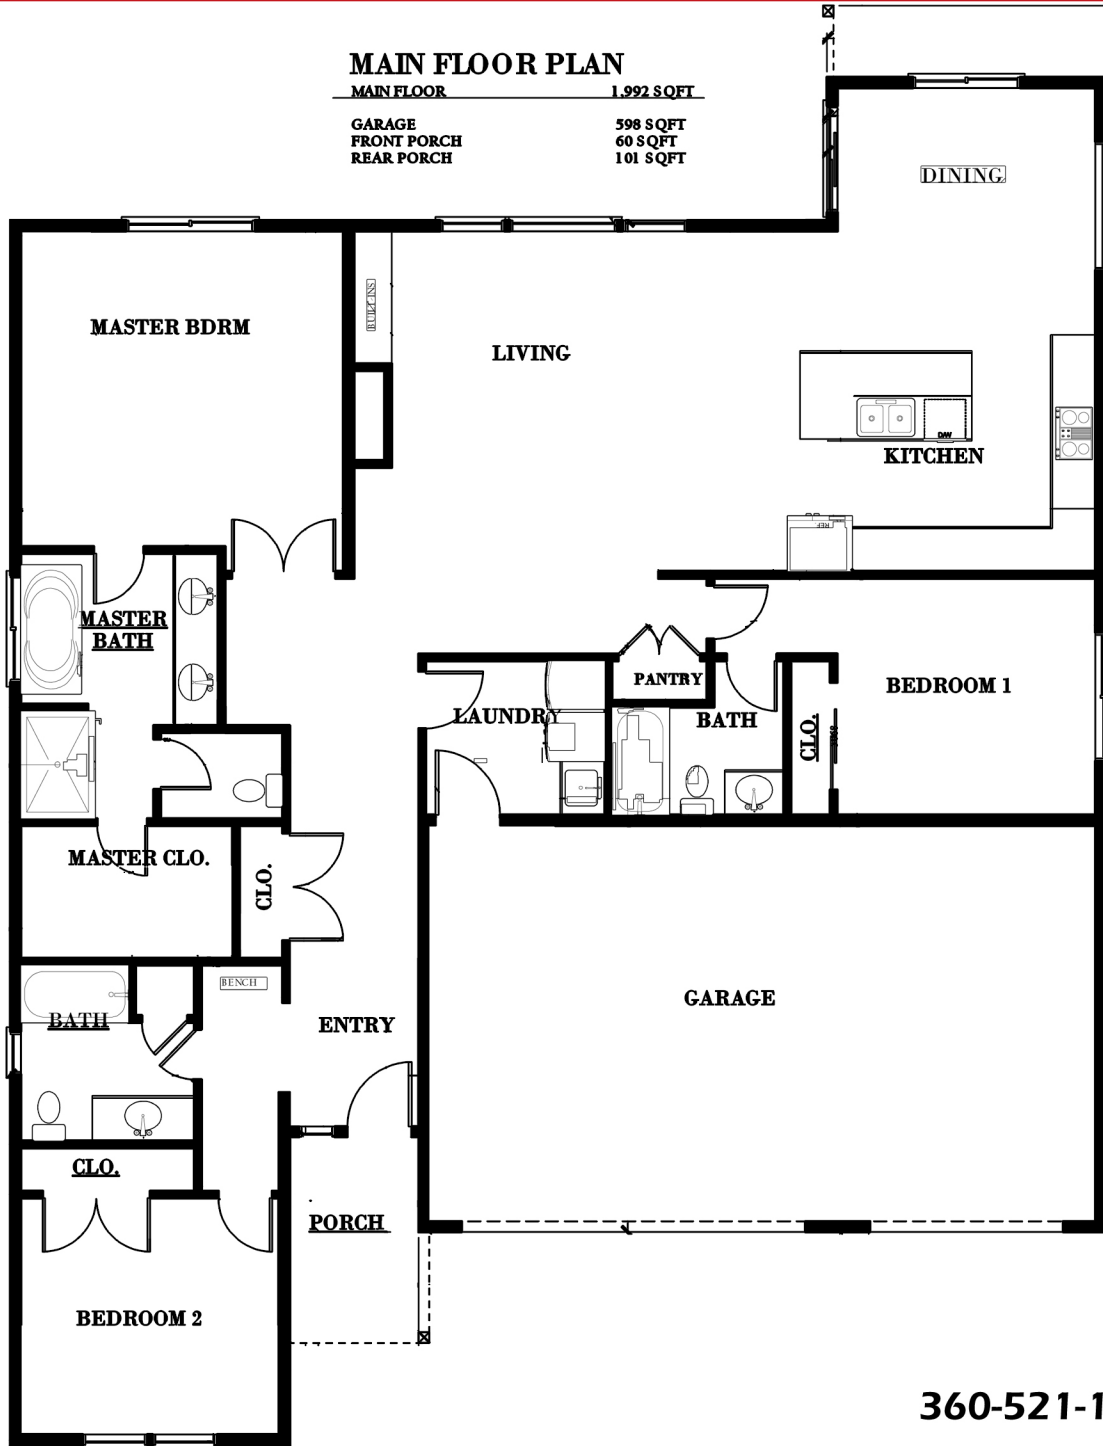 MAIN FLOOR PLAN
MAIN FLOOR 1,992 SQFT
GARAGE 598 SQFT
FRONT PORCH 60 SQFT
REAR PORCH 101 SQFT
DINING
MASTER BDRM
BUILT-INS
LIVING
D/W
KITCHEN
REF
MASTER
BATH
PANTRY
BEDROOM 1
LAUNDRY
BATH
CLO.
MASTER CLO.
CLO.
BENCH
GARAGE
BATH
ENTRY
CLO.
PORCH
BEDROOM 2
360-521-1